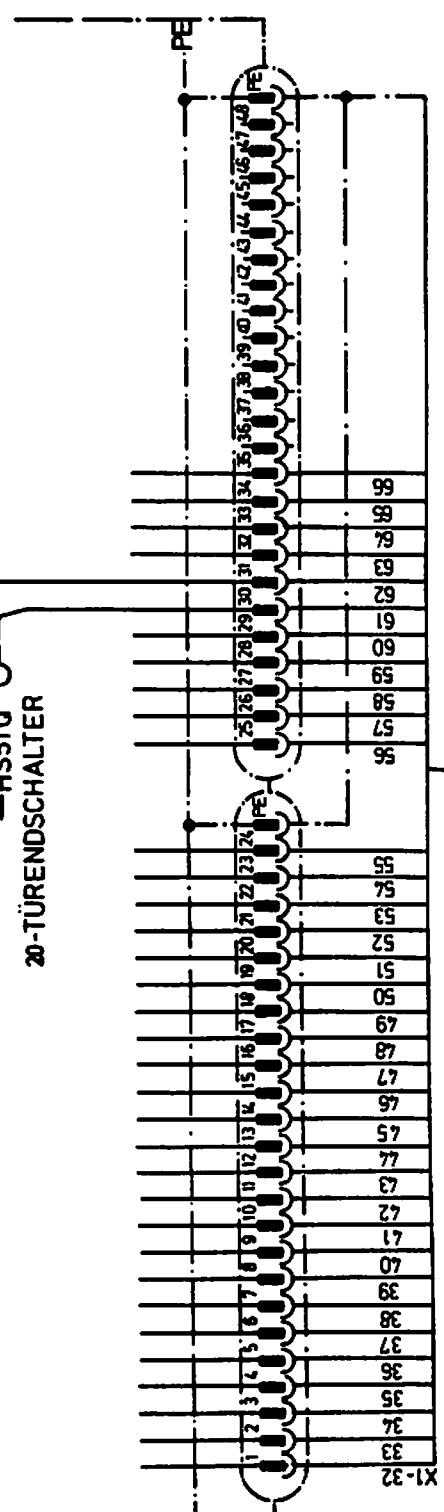 20-TÜRENDSCHALTER
PE
1 2 3 4 5 6 7 8 9 10 11 12 13 14 15 16 17 18 19 20 21 22 23 24 PE
25 26 27 28 29 30 31 32 33 34 35 36 37 38 39 40 41 42 43 44 45 46 47 48 PE
X1-32 33 34 35 36 37 38 39 40 41 42 43 44 45 46 47 48 49 50 51 52 53 54 55
56 57 58 59 60 61 62 63 64 65 66